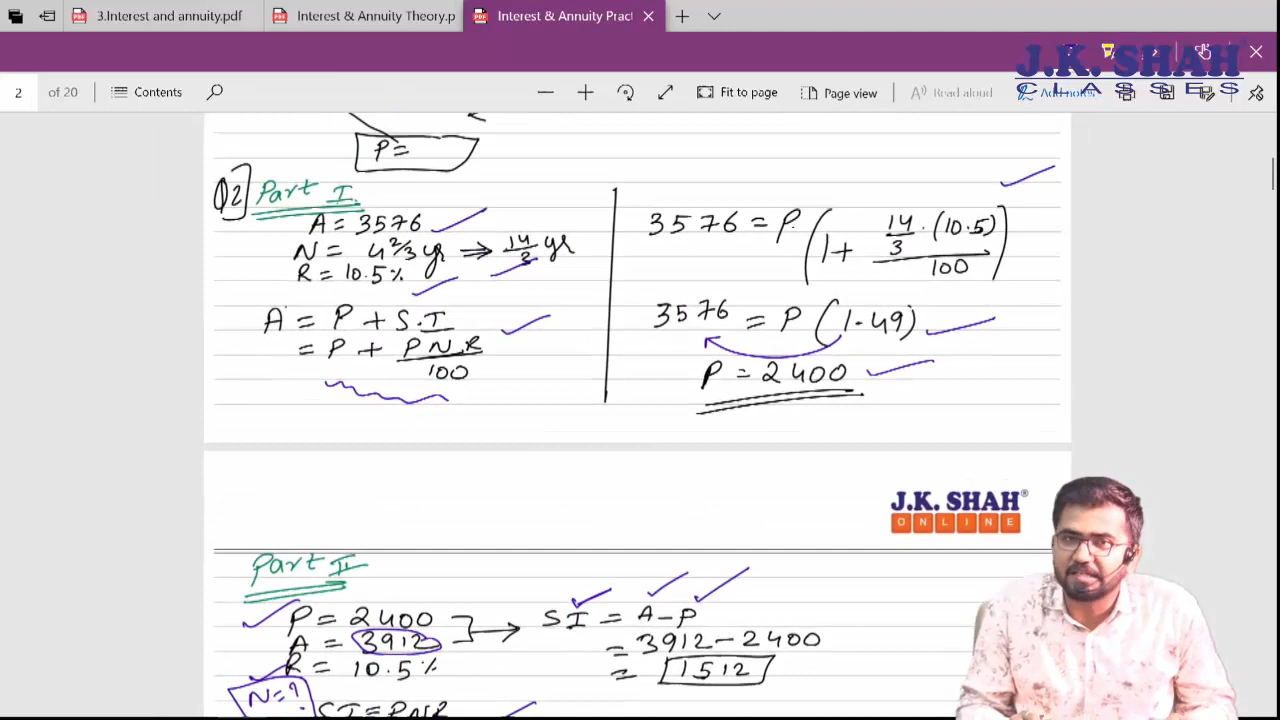 3.Interest and annuity.pdf
Interest & Annuity Theory.p
Interest & Annuity Pract
J.K. SHAH
CLASSES
2 of 20
Contents
Fit to page
Page view
Read aloud
Add notes
P=
Q2] Part I.
A = 3576
N = 4 2/3 yr ⇒ 14/3 yr
R = 10.5%
A = P + S.I
= P + P N.R / 100
3576 = P (1 + 14/3 . (10.5) / 100)
3576 = P (1.49)
P = 2400
J.K. SHAH®
ONLINE
Part II
P = 2400
A = 3912
R = 10.5%
N=?
SI = A - P
= 3912 - 2400
= 1512
SI = PNR